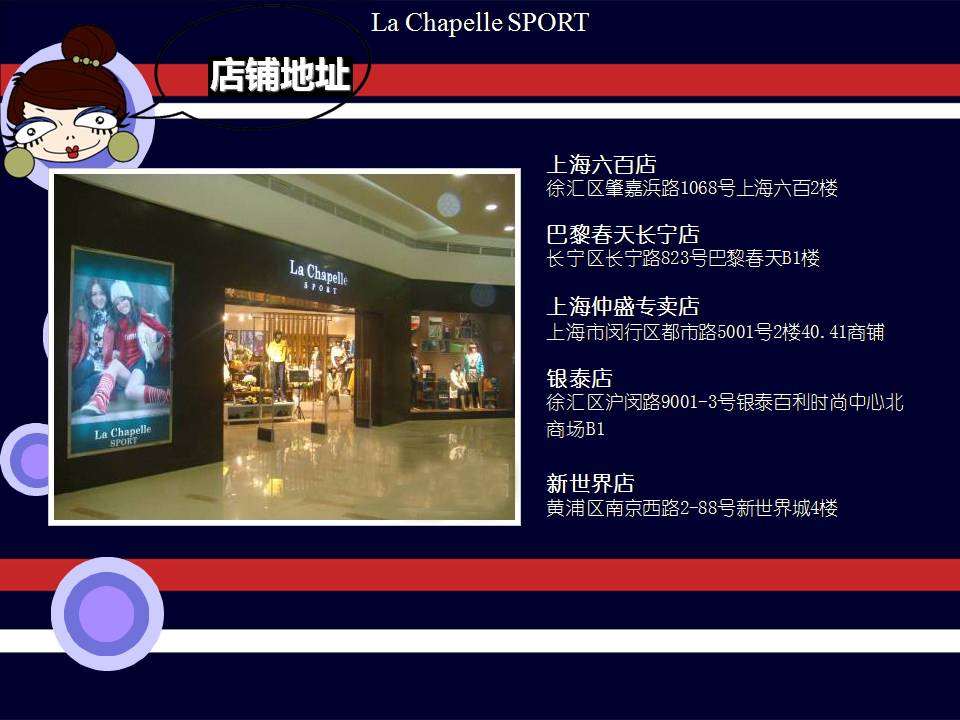 La Chapelle SPORT
店铺地址
上海六百店
徐汇区肇嘉浜路1068号上海六百2楼
巴黎春天长宁店
长宁区长宁路823号巴黎春天B1楼
上海仲盛专卖店
上海市闵行区都市路5001号2楼40.41商铺
银泰店
徐汇区沪闵路9001-3号银泰百利时尚中心北
商场B1
新世界店
黄浦区南京西路2-88号新世界城4楼
La Chapelle
SPORT
La Chapelle
SPORT